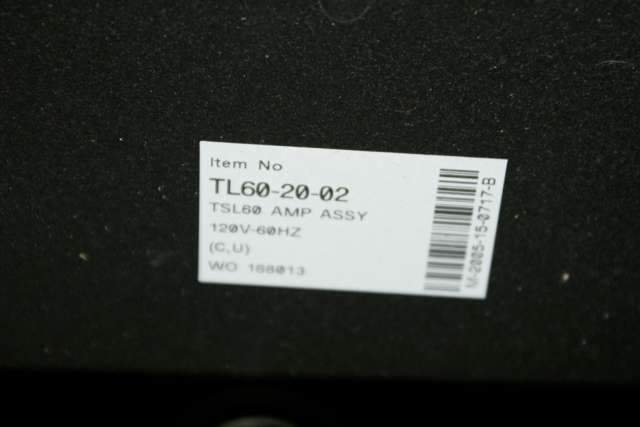 Item No
TL60-20-02
TSL60 AMP ASSY
120V-60HZ
(C,U)
WO 168013
M-2005-15-0717-B